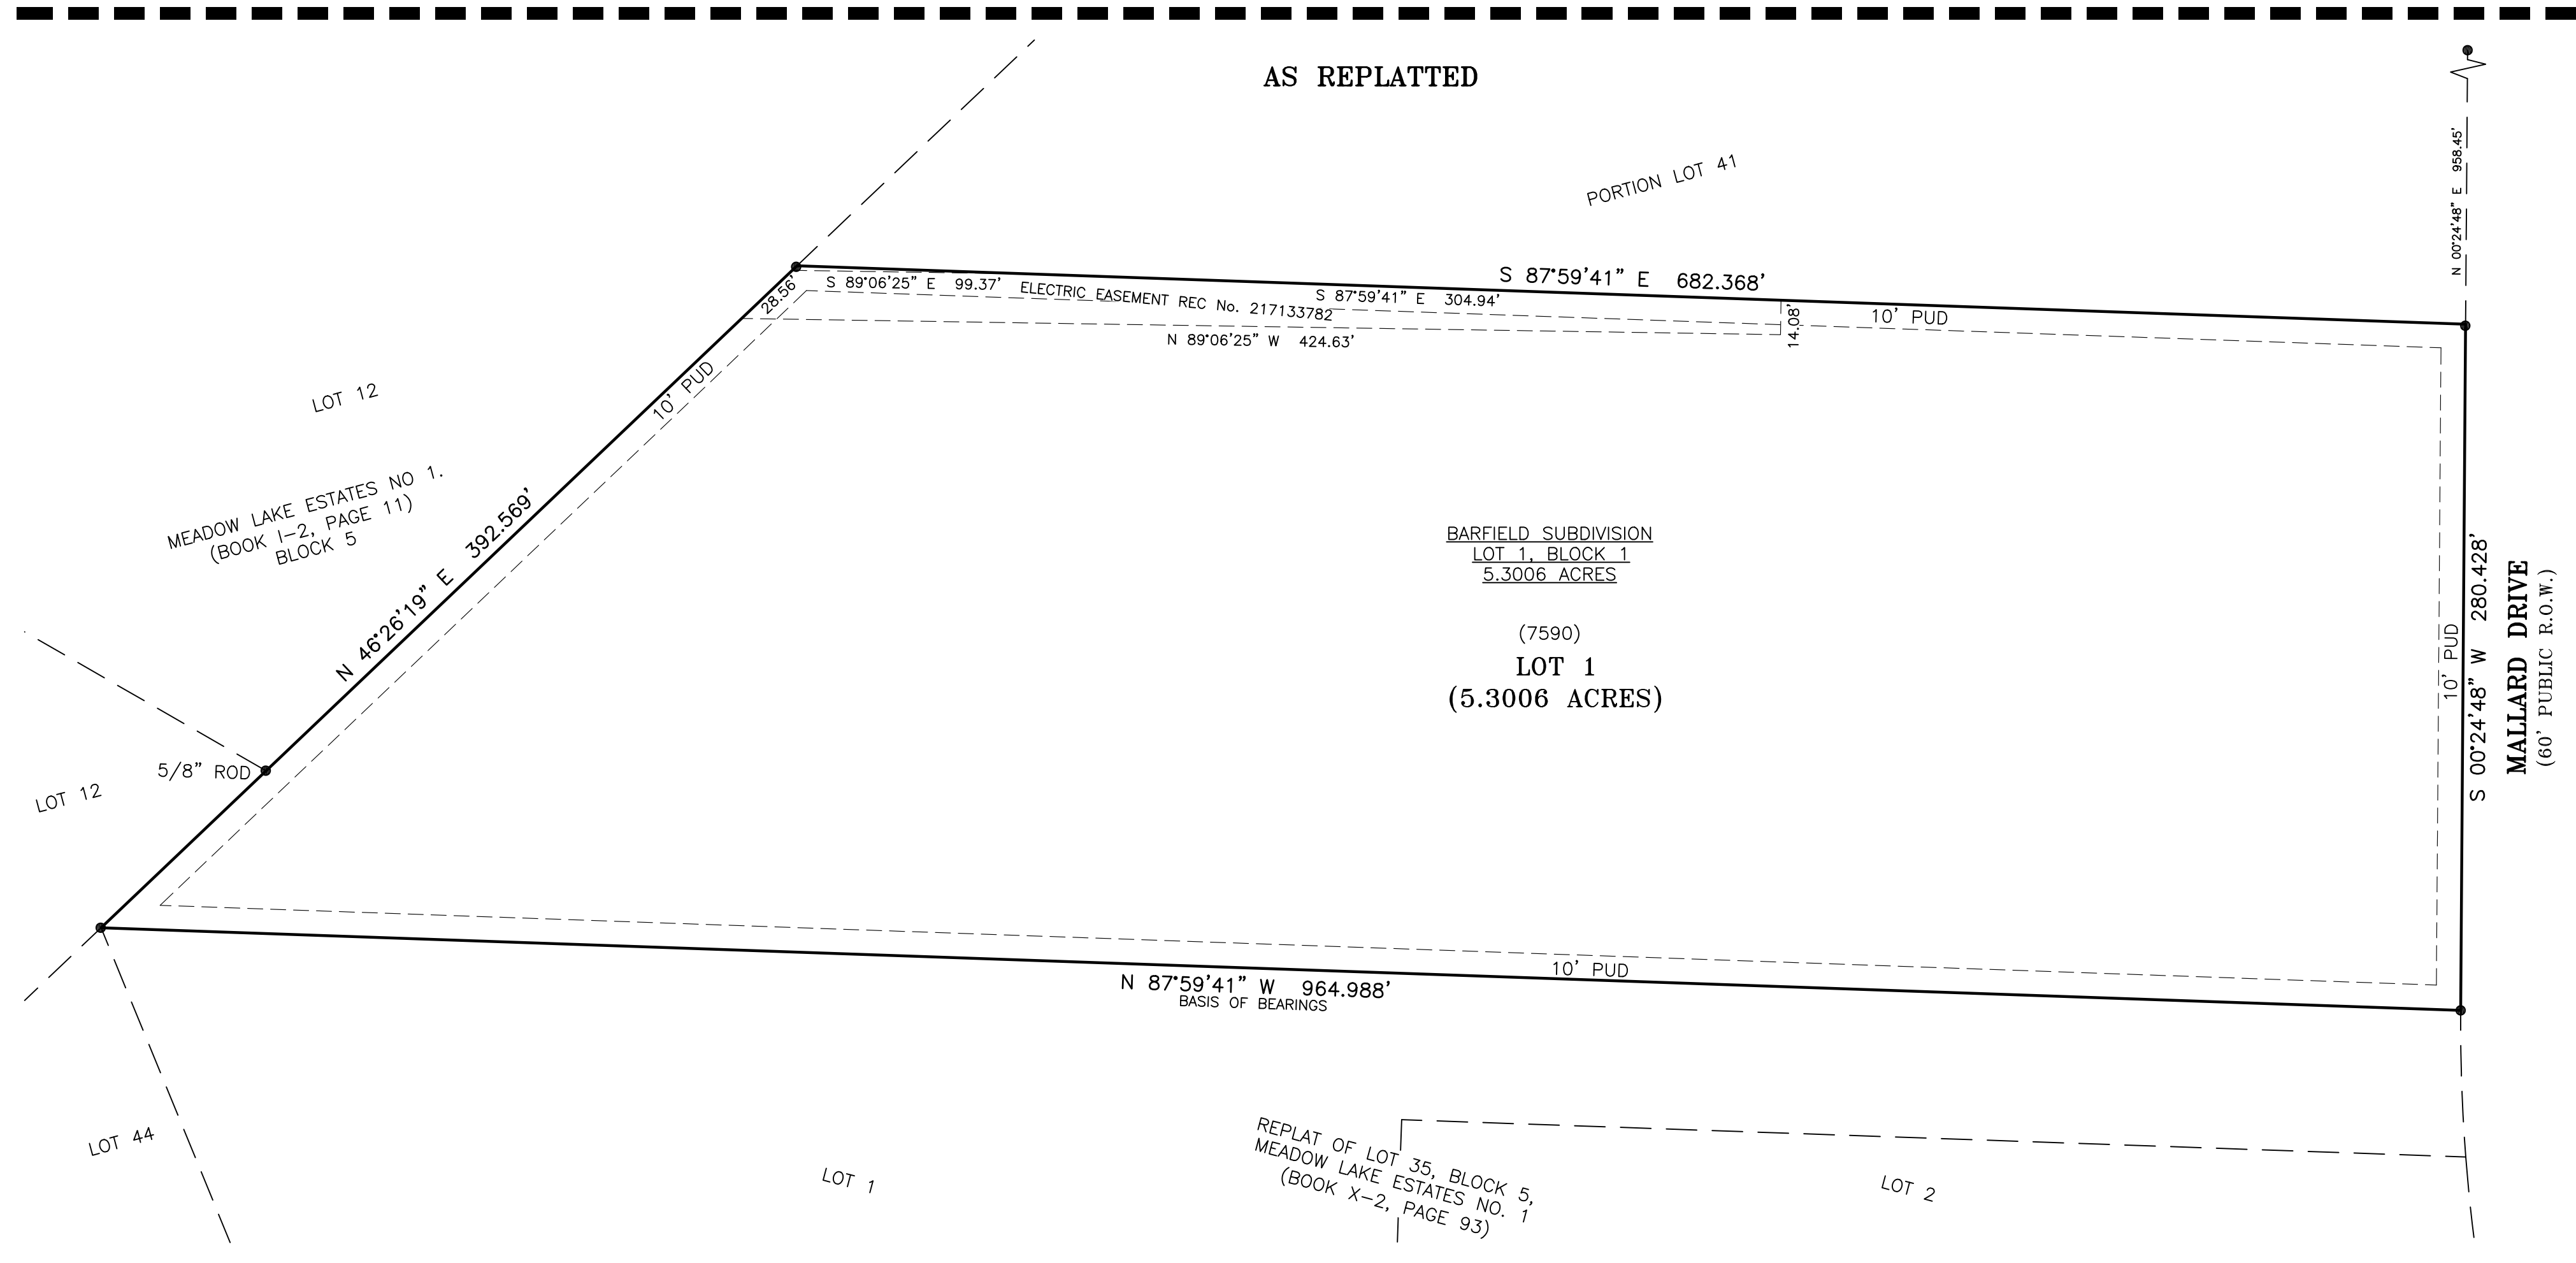 AS REPLATTED
N 00°24'48" E 958.45'
PORTION LOT 41
S 87°59'41" E 682.368'
28.56'
S 89°06'25" E 99.37'
ELECTRIC EASEMENT REC No. 217133782
S 87°59'41" E 304.94'
N 89°06'25" W 424.63'
14.08'
10' PUD
10' PUD
LOT 12
MEADOW LAKE ESTATES NO 1.
(BOOK I-2, PAGE 11)
BLOCK 5
N 46°26'19" E 392.569'
BARFIELD SUBDIVISION
LOT 1, BLOCK 1
5.3006 ACRES
(7590)
LOT 1
(5.3006 ACRES)
10' PUD
S 00°24'48" W 280.428'
MALLARD DRIVE
(60' PUBLIC R.O.W.)
5/8" ROD
LOT 12
10' PUD
N 87°59'41" W 964.988'
BASIS OF BEARINGS
LOT 44
LOT 1
REPLAT OF LOT 35, BLOCK 5,
MEADOW LAKE ESTATES NO. 1
(BOOK X-2, PAGE 93)
LOT 2